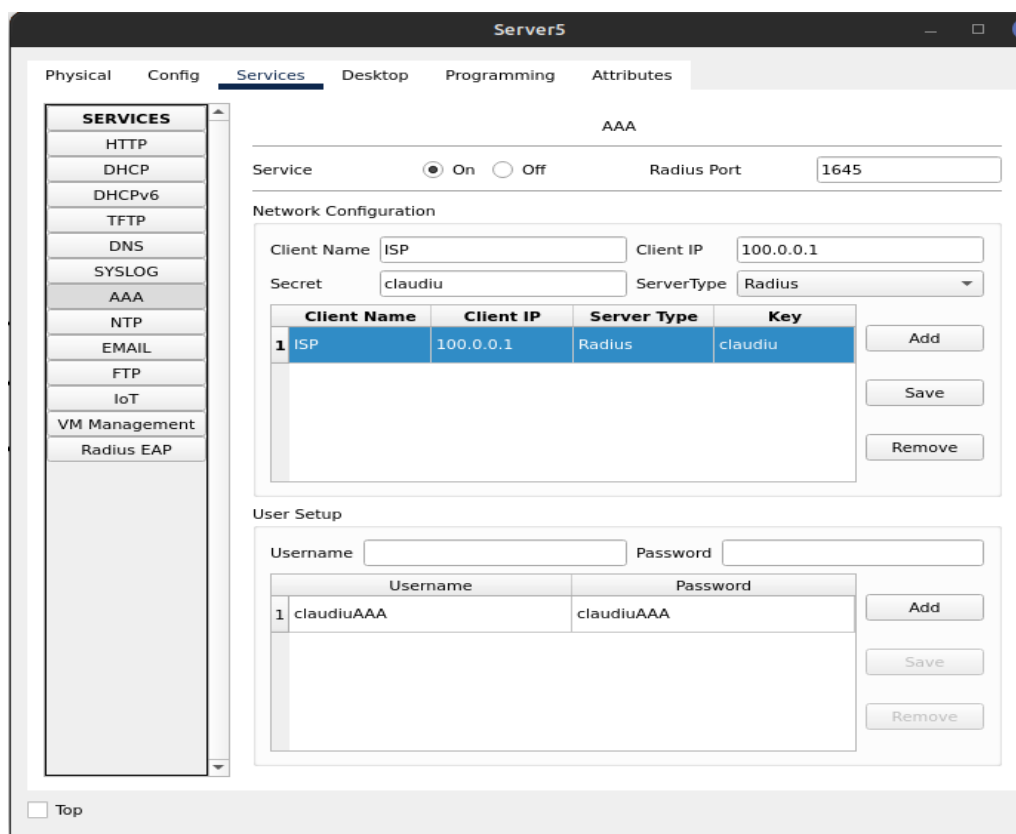 Server5
Physical Config Services Desktop Programming Attributes
SERVICES
HTTP
DHCP
DHCPv6
TFTP
DNS
SYSLOG
AAA
NTP
EMAIL
FTP
IoT
VM Management
Radius EAP
AAA
Service On Off Radius Port 1645
Network Configuration
Client Name ISP Client IP 100.0.0.1
Secret claudiu ServerType Radius
Client Name Client IP Server Type Key
1 ISP 100.0.0.1 Radius claudiu
Add
Save
Remove
User Setup
Username Password
Username Password
1 claudiuAAA claudiuAAA
Add
Save
Remove
Top